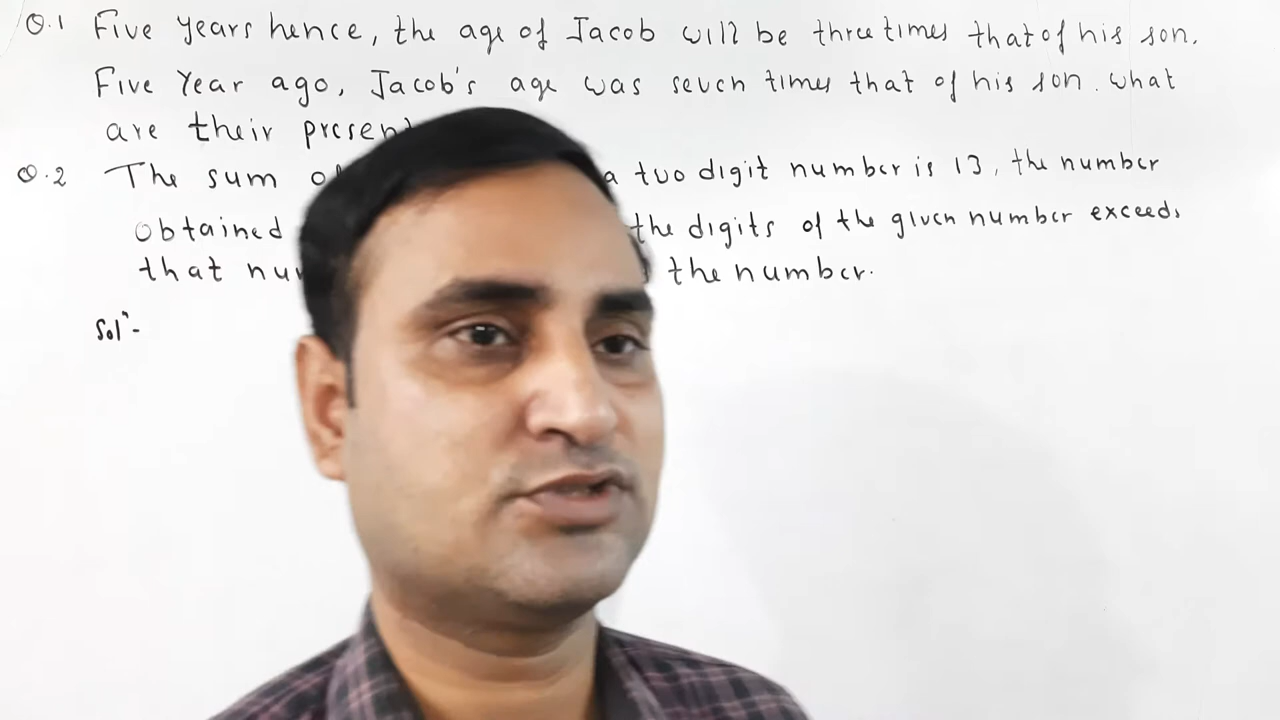 Q.1 Five years hence, the age of Jacob will be three times that of his son.
Five Year ago, Jacob's age was seven times that of his son. what
are their
Q.2 The sum a two digit number is 13, the number
obtained the digits of the given number exceeds
that the number.
Solⁿ-